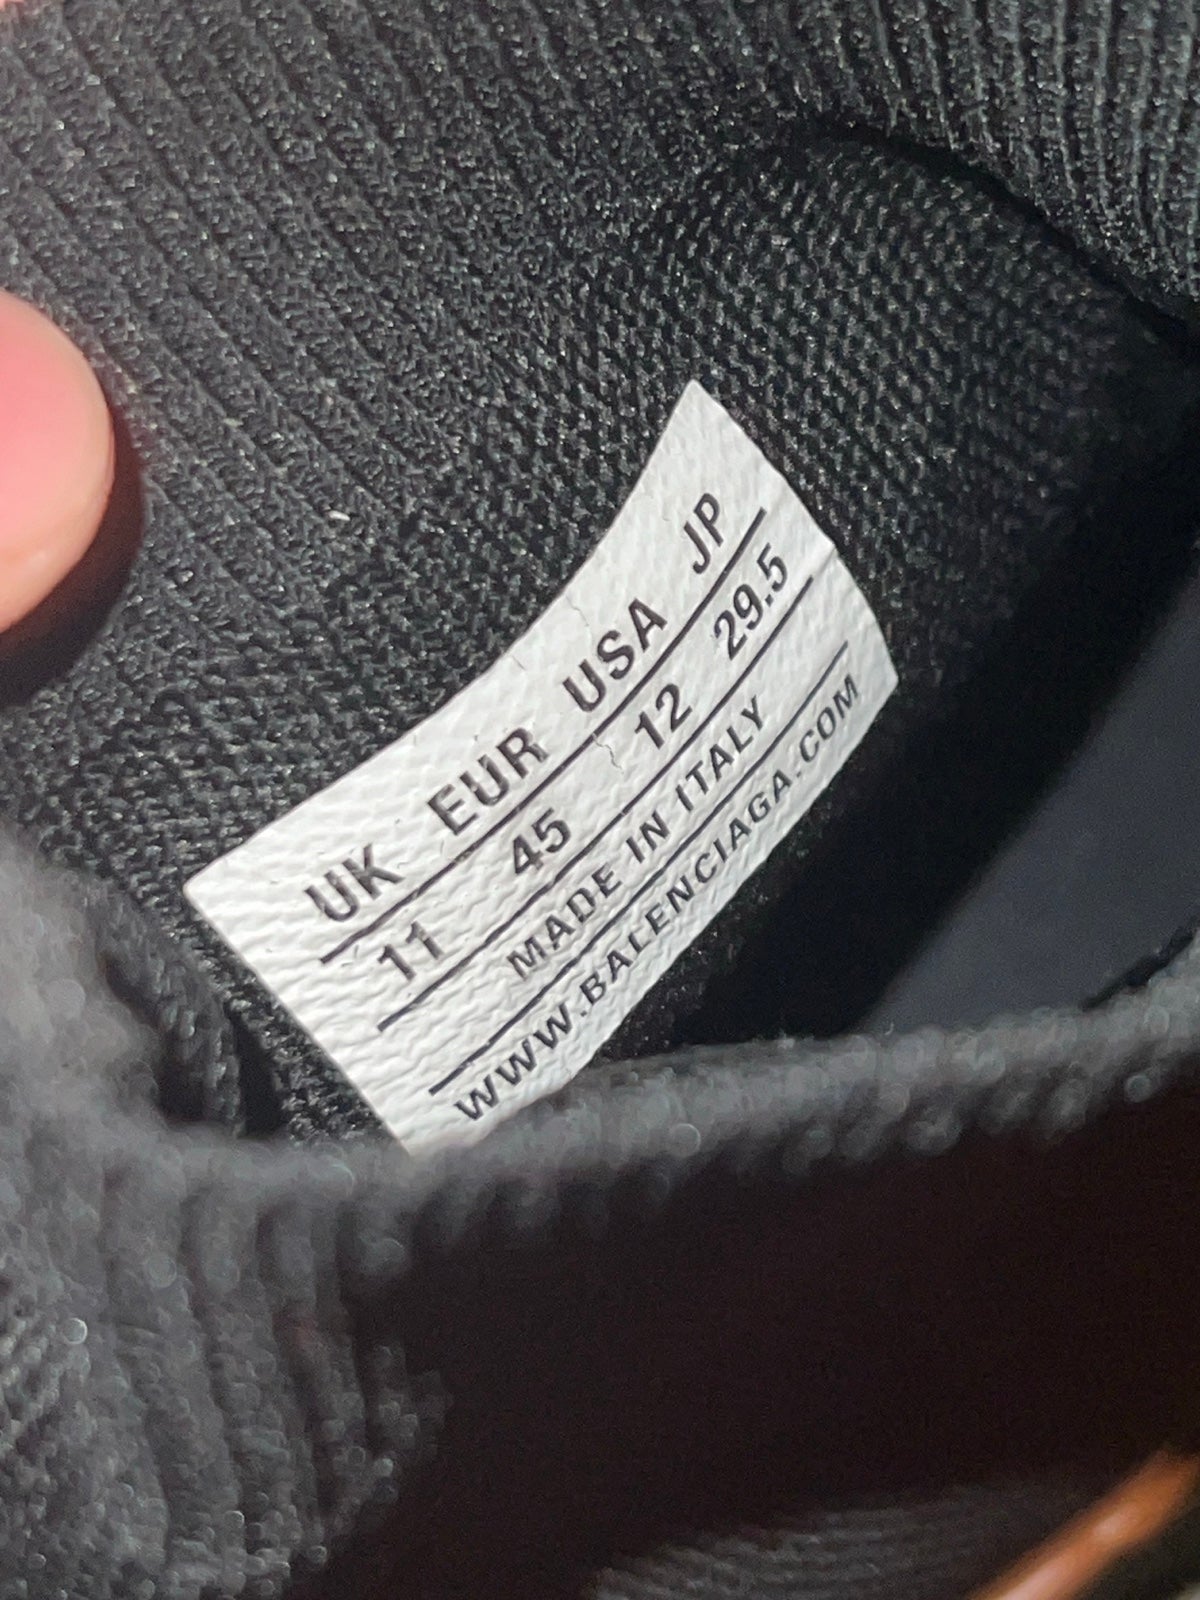 UK EUR USA JP
11 45 12 29.5
MADE IN ITALY
WWW.BALENCIAGA.COM